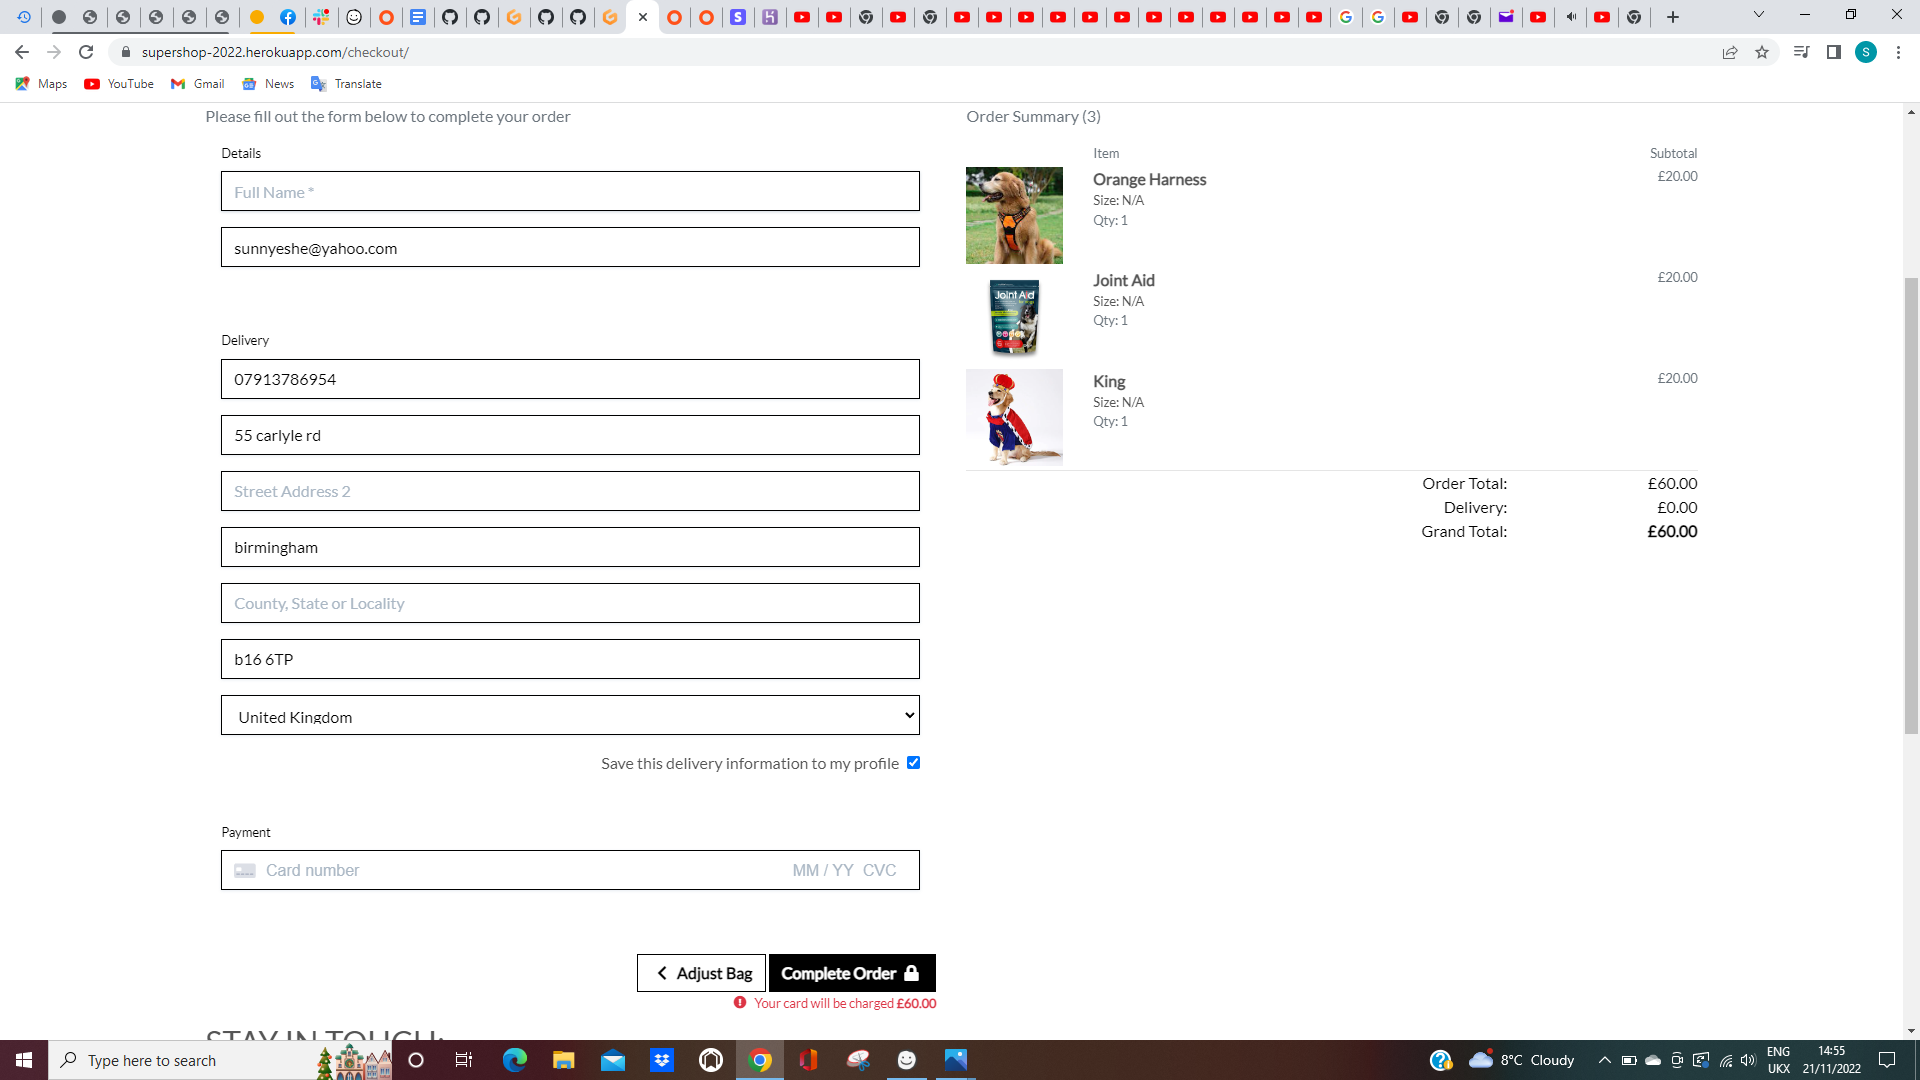 supershop-2022.herokuapp.com/checkout/
S
Maps
YouTube
Gmail
News
Translate
Please fill out the form below to complete your order
Details
Full Name *
sunnyeshe@yahoo.com
Delivery
07913786954
55 carlyle rd
Street Address 2
birmingham
County, State or Locality
b16 6TP
United Kingdom
Save this delivery information to my profile
Payment
Card number MM / YY CVC
Adjust Bag
Complete Order
Your card will be charged £60.00
STAY IN TOUCH:
Order Summary (3)
Item Subtotal
Orange Harness £20.00
Size: N/A
Qty: 1
Joint Aid £20.00
Size: N/A
Qty: 1
Joint Aid
King £20.00
Size: N/A
Qty: 1
Order Total: £60.00
Delivery: £0.00
Grand Total: £60.00
Type here to search
8°C Cloudy
ENG
UKX
14:55
21/11/2022